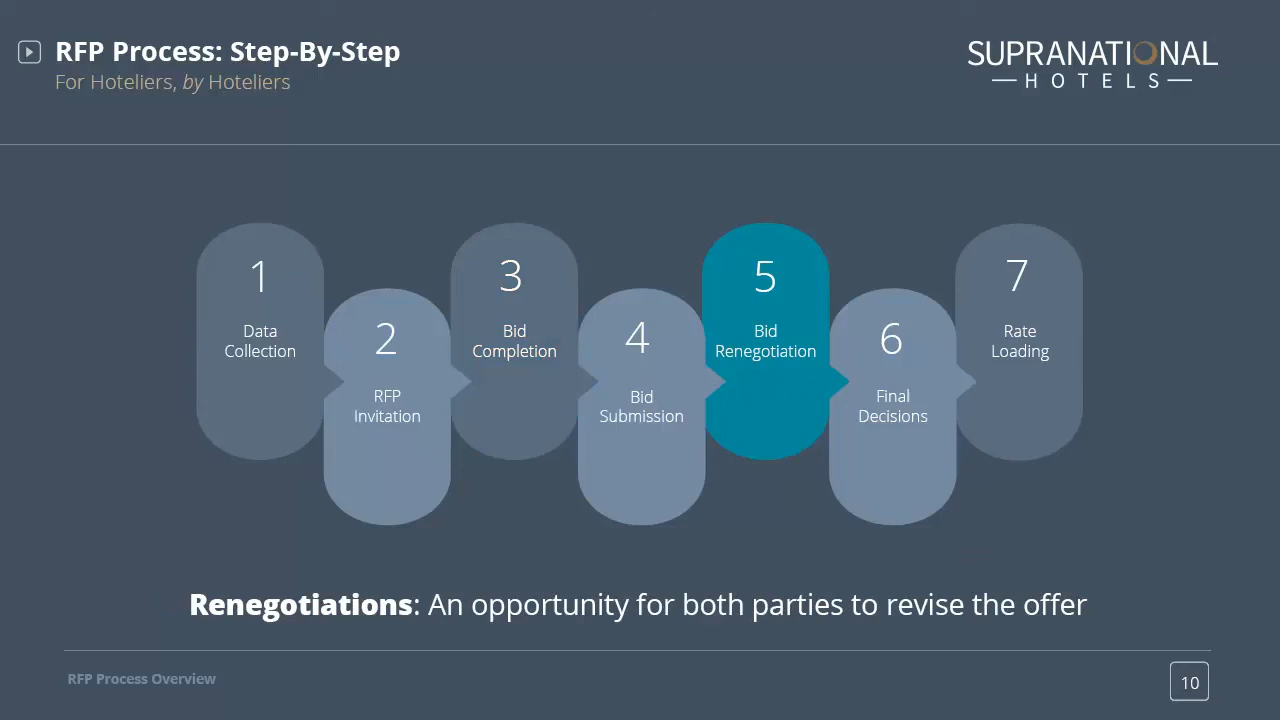 RFP Process: Step-By-Step
For Hoteliers, by Hoteliers
SUPRANATIONAL
HOTELS
1
Data
Collection
2
RFP
Invitation
3
Bid
Completion
4
Bid
Submission
5
Bid
Renegotiation
6
Final
Decisions
7
Rate
Loading
Renegotiations: An opportunity for both parties to revise the offer
RFP Process Overview
10